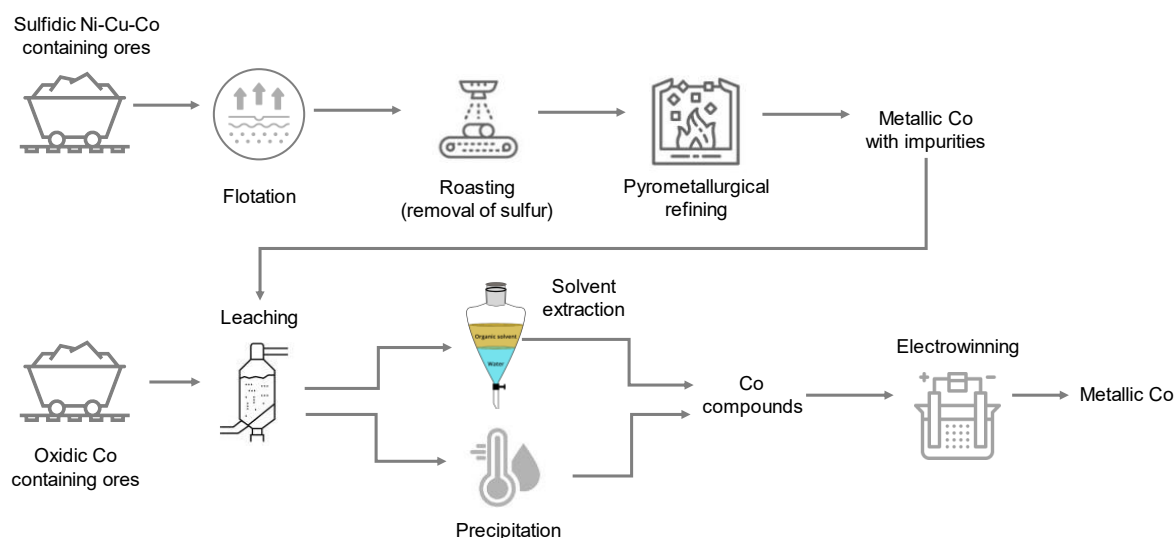 Sulfidic Ni-Cu-Co
containing ores
Flotation
Roasting
(removal of sulfur)
Pyrometallurgical
refining
Metallic Co
with impurities
Leaching
Solvent
extraction
Organic solvent
Water
Oxidic Co
containing ores
Precipitation
Co
compounds
Electrowinning
+ −
Metallic Co